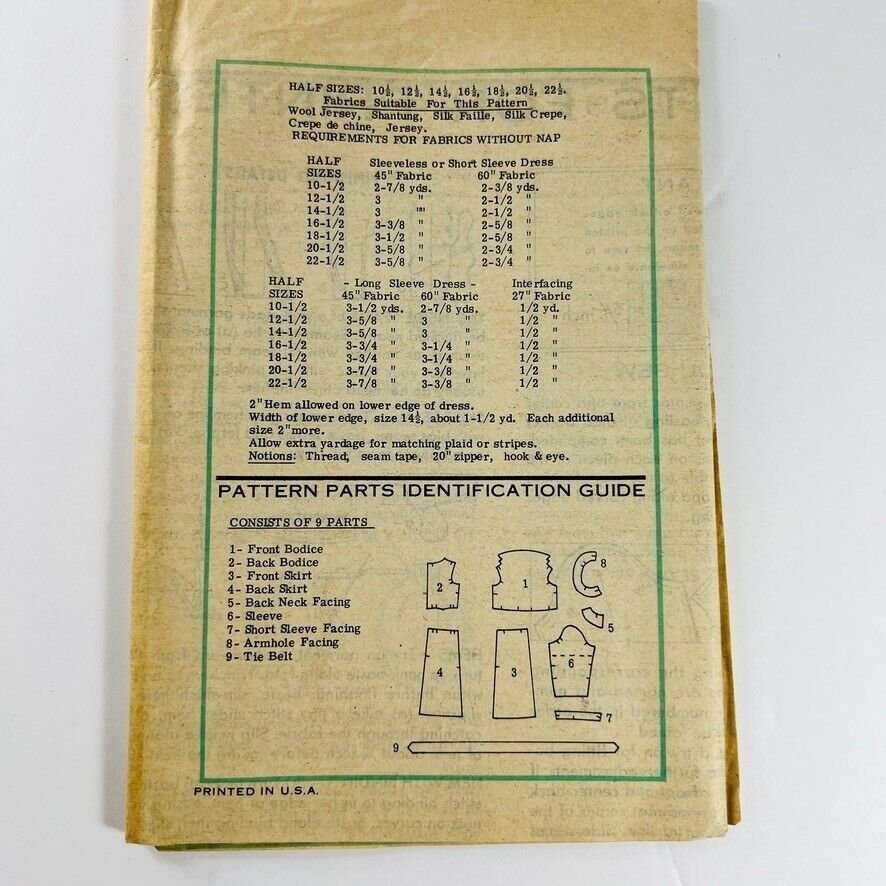 HALF SIZES: 10½, 12½, 14½, 16½, 18½, 20½, 22½.
Fabrics Suitable For This Pattern
Wool Jersey, Shantung, Silk Faille, Silk Crepe,
Crepe de chine, Jersey.
REQUIREMENTS FOR FABRICS WITHOUT NAP
HALF Sleeveless or Short Sleeve Dress
SIZES 45" Fabric 60" Fabric
10-1/2 2-7/8 yds. 2-3/8 yds.
12-1/2 3 " 2-1/2 "
14-1/2 3 "" 2-1/2 "
16-1/2 3-3/8 " 2-5/8 "
18-1/2 3-1/2 " 2-5/8 "
20-1/2 3-5/8 " 2-3/4 "
22-1/2 3-5/8 " 2-3/4 "
HALF - Long Sleeve Dress - Interfacing
SIZES 45" Fabric 60" Fabric 27" Fabric
10-1/2 3-1/2 yds. 2-7/8 yds. 1/2 yd.
12-1/2 3-5/8 " 3 " 1/2 "
14-1/2 3-5/8 " 3 " 1/2 "
16-1/2 3-3/4 " 3-1/4 " 1/2 "
18-1/2 3-3/4 " 3-1/4 " 1/2 "
20-1/2 3-7/8 " 3-3/8 " 1/2 "
22-1/2 3-7/8 " 3-3/8 " 1/2 "
2" Hem allowed on lower edge of dress.
Width of lower edge, size 14½, about 1-1/2 yd. Each additional
size 2" more.
Allow extra yardage for matching plaid or stripes.
Notions: Thread, seam tape, 20" zipper, hook & eye.
PATTERN PARTS IDENTIFICATION GUIDE
CONSISTS OF 9 PARTS
1- Front Bodice
2- Back Bodice
3- Front Skirt
4- Back Skirt
5- Back Neck Facing
6- Sleeve
7- Short Sleeve Facing
8- Armhole Facing
9- Tie Belt
2 1 8
5
4 3 6
7
9
PRINTED IN U.S.A.